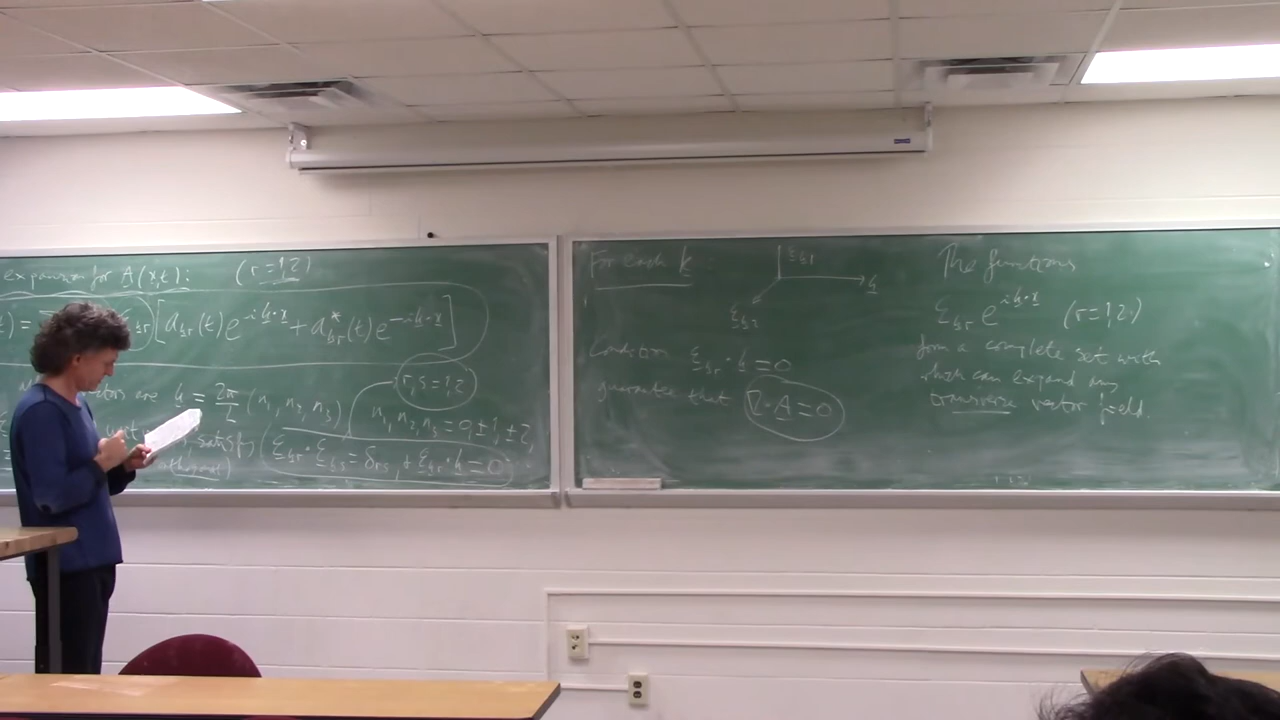 expansion for A(x,t): (r=1,2)
[a_kr(t)e^{-ik·x} + a*_kr(t)e^{-ik·x}]
r,s=1,2
are k = 2π/L (n₁, n₂, n₃)
n₁,n₂,n₃ = 0,±1,±2,
satisfy
ε_kr·ε_ks = δ_rs, & ε_kr·k = 0
For each k:
ε_k1
k
ε_k2
Condition ε_kr·k = 0
guarantee that ∇·A=0
The functions
ε_kr e^{ik·x} (r=1,2)
form a complete set with
which can expand any
transverse vector field.